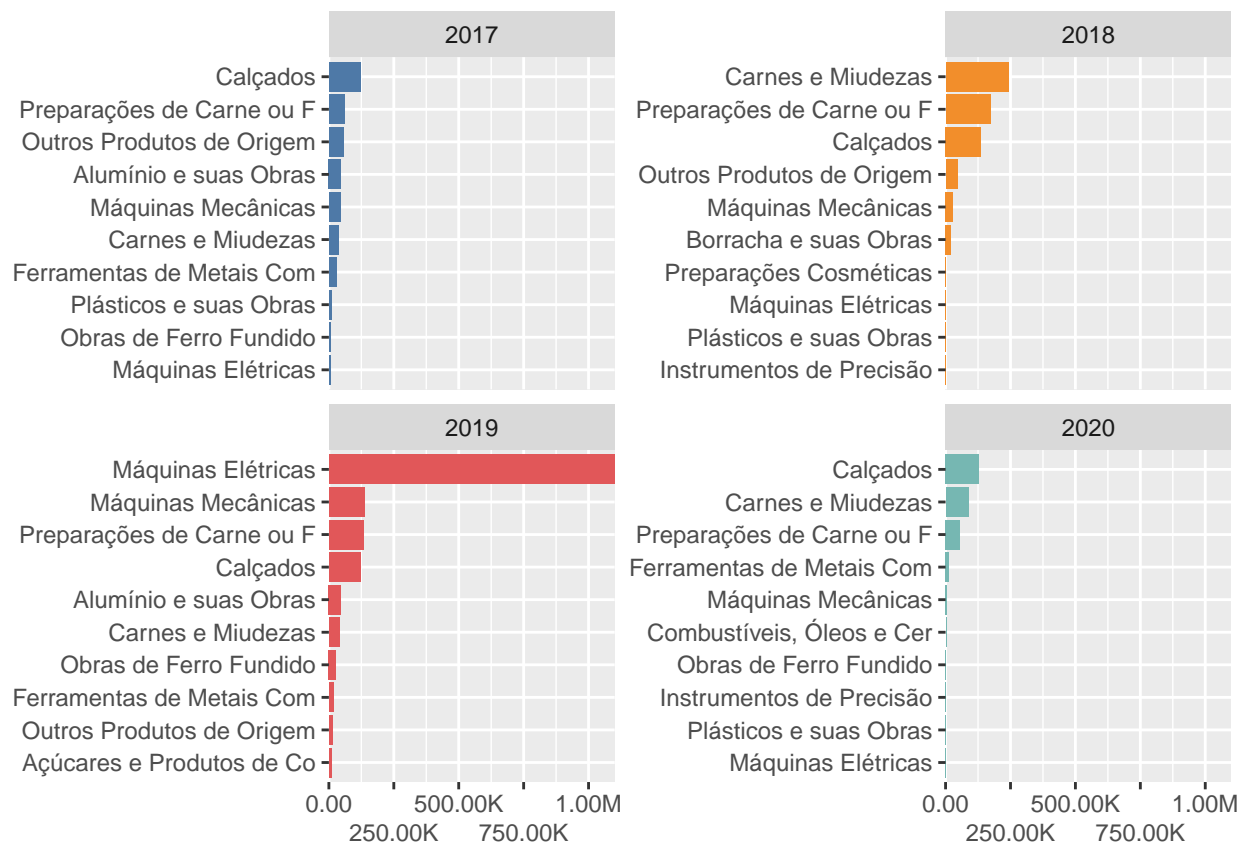 2017
Calçados
Preparações de Carne ou F
Outros Produtos de Origem
Alumínio e suas Obras
Máquinas Mecânicas
Carnes e Miudezas
Ferramentas de Metais Com
Plásticos e suas Obras
Obras de Ferro Fundido
Máquinas Elétricas
2018
Carnes e Miudezas
Preparações de Carne ou F
Calçados
Outros Produtos de Origem
Máquinas Mecânicas
Borracha e suas Obras
Preparações Cosméticas
Máquinas Elétricas
Plásticos e suas Obras
Instrumentos de Precisão
2019
Máquinas Elétricas
Máquinas Mecânicas
Preparações de Carne ou F
Calçados
Alumínio e suas Obras
Carnes e Miudezas
Obras de Ferro Fundido
Ferramentas de Metais Com
Outros Produtos de Origem
Açúcares e Produtos de Co
0.00 500.00K 1.00M
250.00K 750.00K
2020
Calçados
Carnes e Miudezas
Preparações de Carne ou F
Ferramentas de Metais Com
Máquinas Mecânicas
Combustíveis, Óleos e Cer
Obras de Ferro Fundido
Instrumentos de Precisão
Plásticos e suas Obras
Máquinas Elétricas
0.00 500.00K 1.00M
250.00K 750.00K